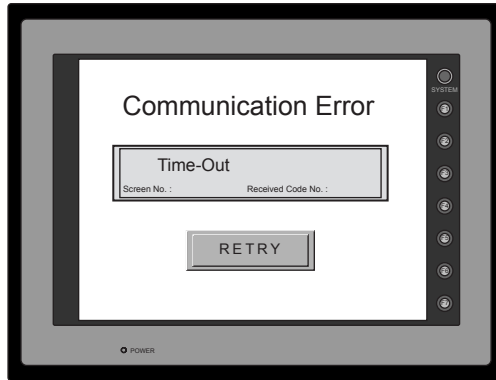 Communication Error
SYSTEM
Time-Out
Screen No. :
Received Code No. :
RETRY
POWER